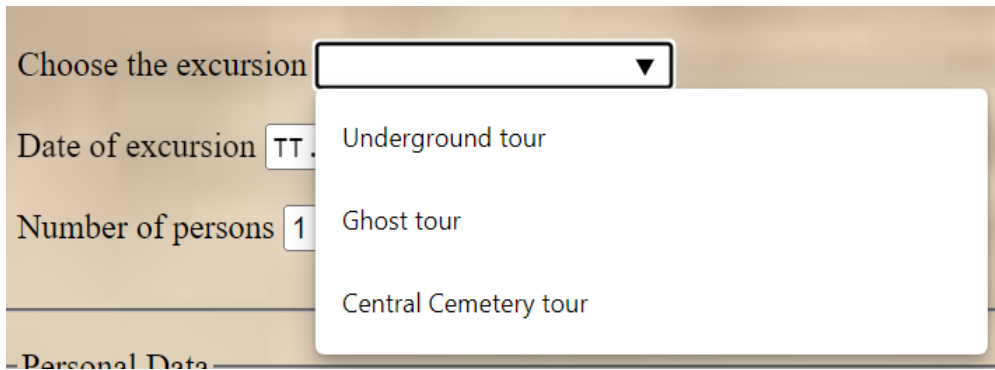 Choose the excursion ▼
Underground tour
Date of excursion TT.
Ghost tour
Number of persons 1
Central Cemetery tour
Personal Data